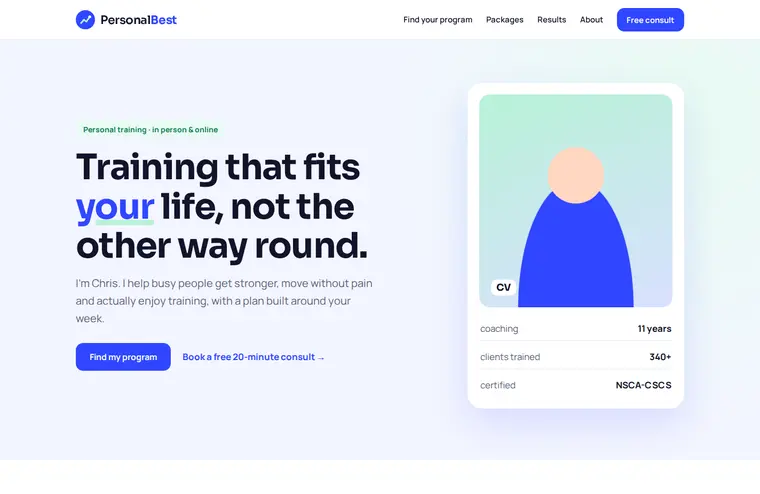 PersonalBest
Find your program
Packages
Results
About
Free consult
Personal training · in person & online
Training that fits
your life, not the
other way round.
I'm Chris. I help busy people get stronger, move without pain
and actually enjoy training, with a plan built around your
week.
Find my program
Book a free 20-minute consult →
CV
coaching 11 years
clients trained 340+
certified NSCA-CSCS